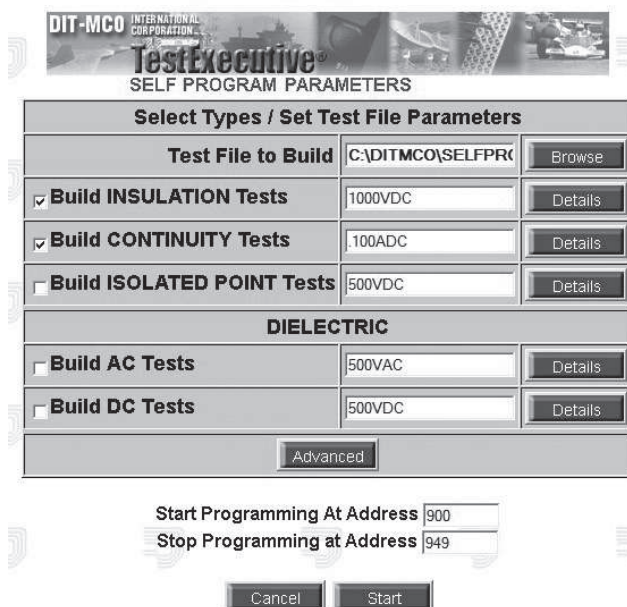 DIT-MCO INTERNATIONAL CORPORATION
TestExecutive®
SELF PROGRAM PARAMETERS
Select Types / Set Test File Parameters
Test File to Build C:\DITMCO\SELFPR( Browse
Build INSULATION Tests 1000VDC Details
Build CONTINUITY Tests .100ADC Details
Build ISOLATED POINT Tests 500VDC Details
DIELECTRIC
Build AC Tests 500VAC Details
Build DC Tests 500VDC Details
Advanced
Start Programming At Address 900
Stop Programming at Address 949
Cancel Start